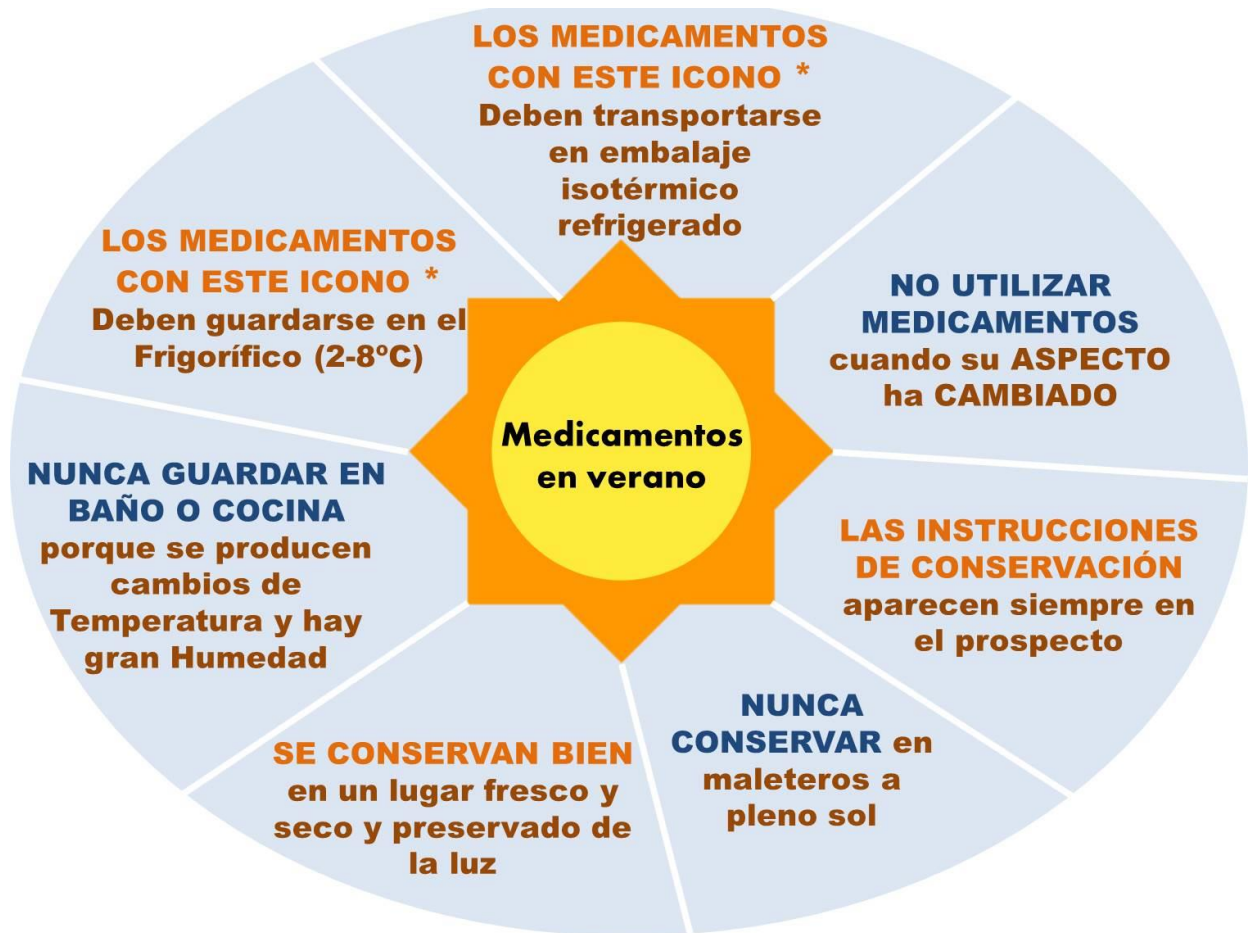 LOS MEDICAMENTOS
CON ESTE ICONO *
Deben transportarse
en embalaje
isotérmico
refrigerado
NO UTILIZAR
MEDICAMENTOS
cuando su ASPECTO
ha CAMBIADO
LAS INSTRUCCIONES
DE CONSERVACIÓN
aparecen siempre en
el prospecto
NUNCA
CONSERVAR en
maleteros a
pleno sol
SE CONSERVAN BIEN
en un lugar fresco y
seco y preservado de
la luz
NUNCA GUARDAR EN
BAÑO O COCINA
porque se producen
cambios de
Temperatura y hay
gran Humedad
LOS MEDICAMENTOS
CON ESTE ICONO *
Deben guardarse en el
Frigorífico (2-8ºC)
Medicamentos
en verano